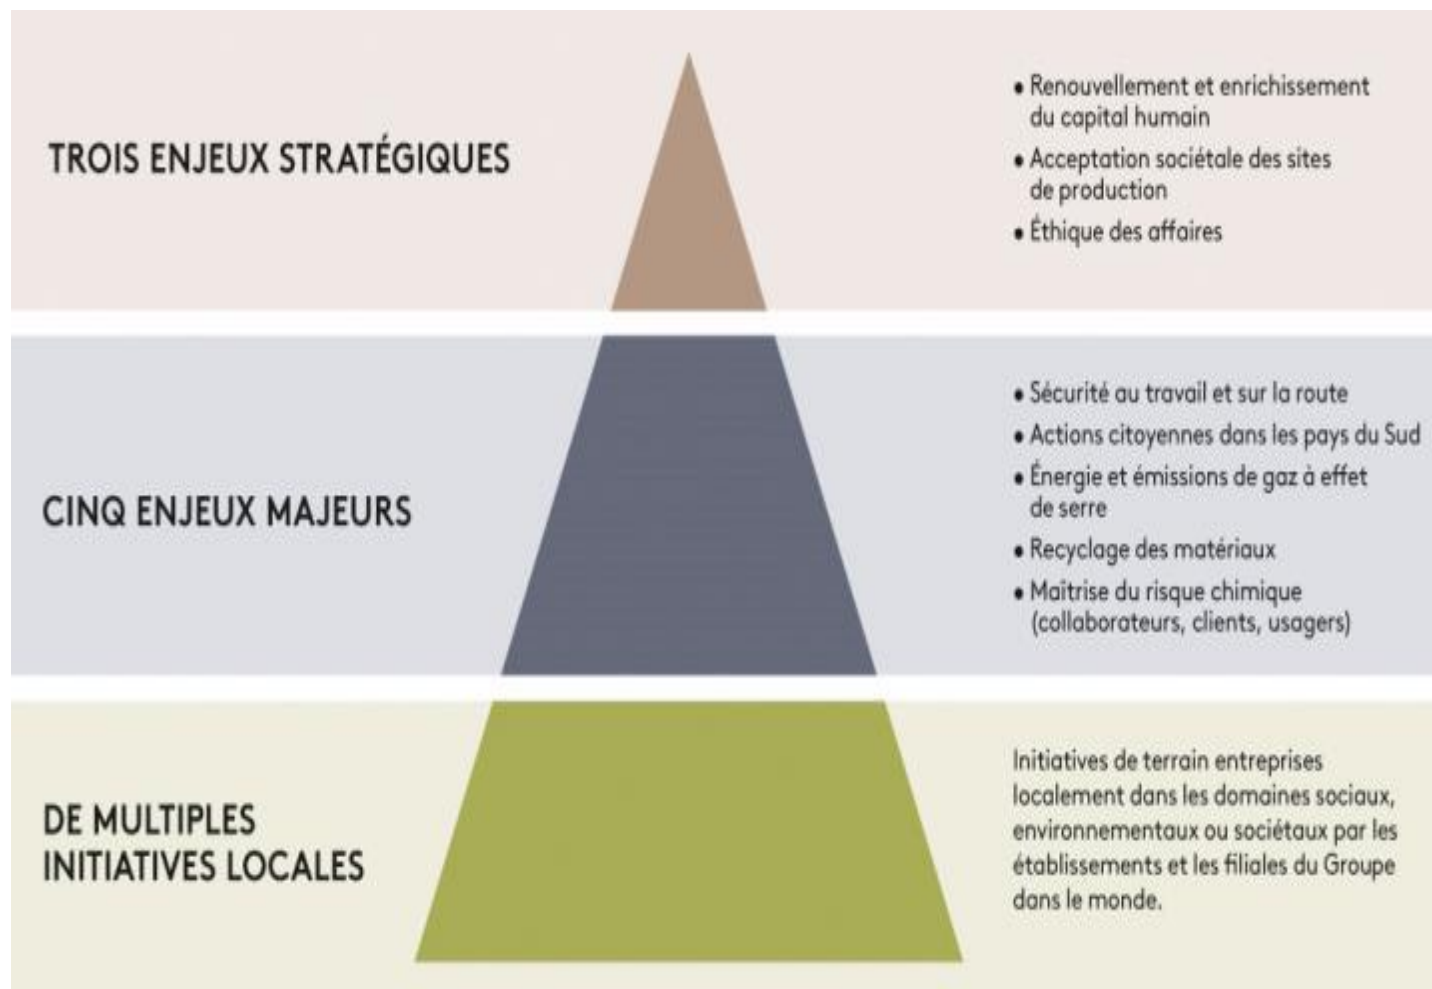 TROIS ENJEUX STRATÉGIQUES
• Renouvellement et enrichissement
du capital humain
• Acceptation sociétale des sites
de production
• Éthique des affaires
CINQ ENJEUX MAJEURS
• Sécurité au travail et sur la route
• Actions citoyennes dans les pays du Sud
• Énergie et émissions de gaz à effet
de serre
• Recyclage des matériaux
• Maîtrise du risque chimique
(collaborateurs, clients, usagers)
DE MULTIPLES
INITIATIVES LOCALES
Initiatives de terrain entreprises
localement dans les domaines sociaux,
environnementaux ou sociétaux par les
établissements et les filiales du Groupe
dans le monde.